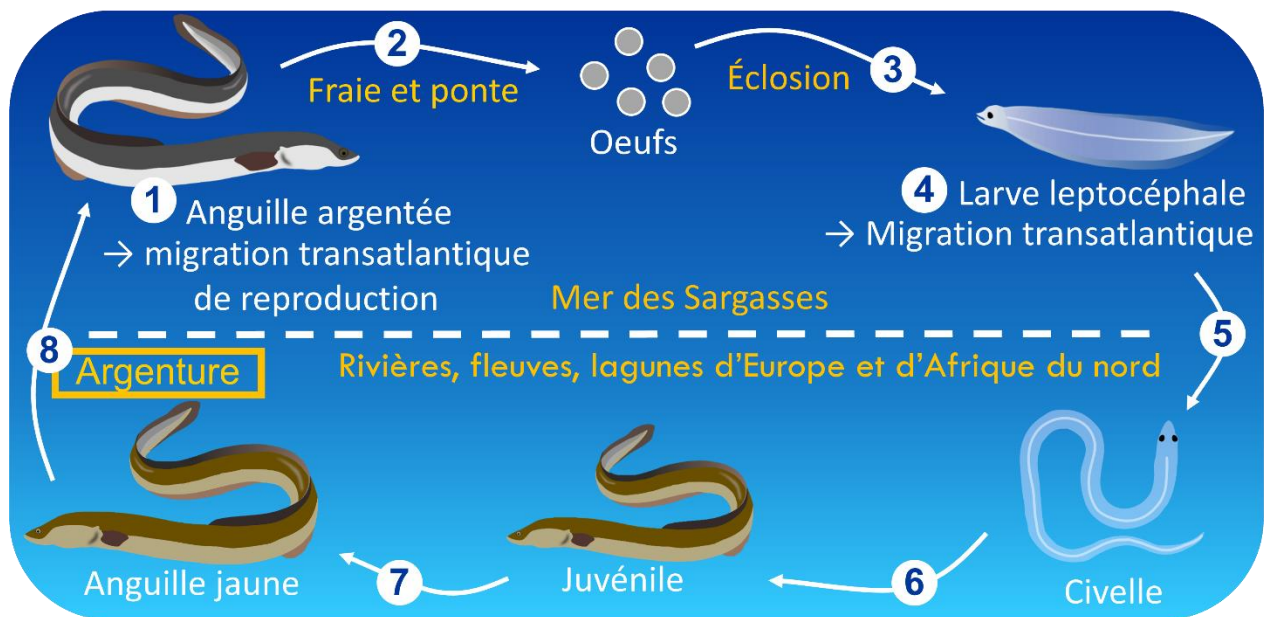 2
Fraie et ponte
Oeufs
Éclosion
3
1 Anguille argentée
→ migration transatlantique
de reproduction
4 Larve leptocéphale
→ Migration transatlantique
Mer des Sargasses
5
8
Argenture
Rivières, fleuves, lagunes d'Europe et d'Afrique du nord
Anguille jaune
7
Juvénile
6
Civelle